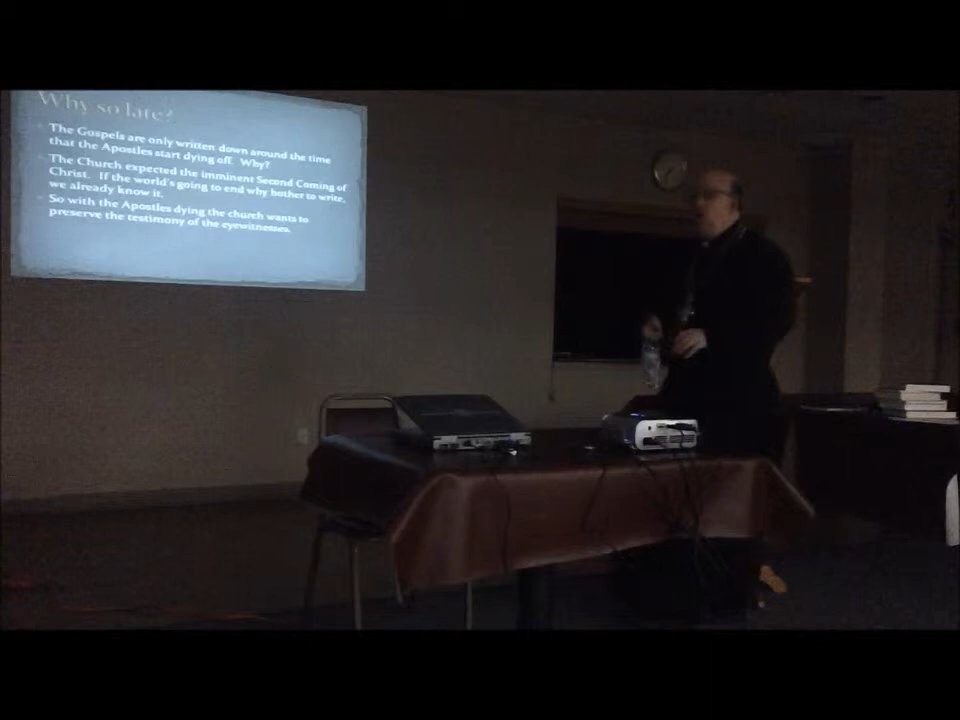 Why so late?
The Gospels are only written down around the time
that the Apostles start dying off. Why?
The Church expected the imminent Second Coming of
Christ. If the world's going to end why bother to write,
we already know it.
So with the Apostles dying the church wants to
preserve the testimony of the eyewitnesses.